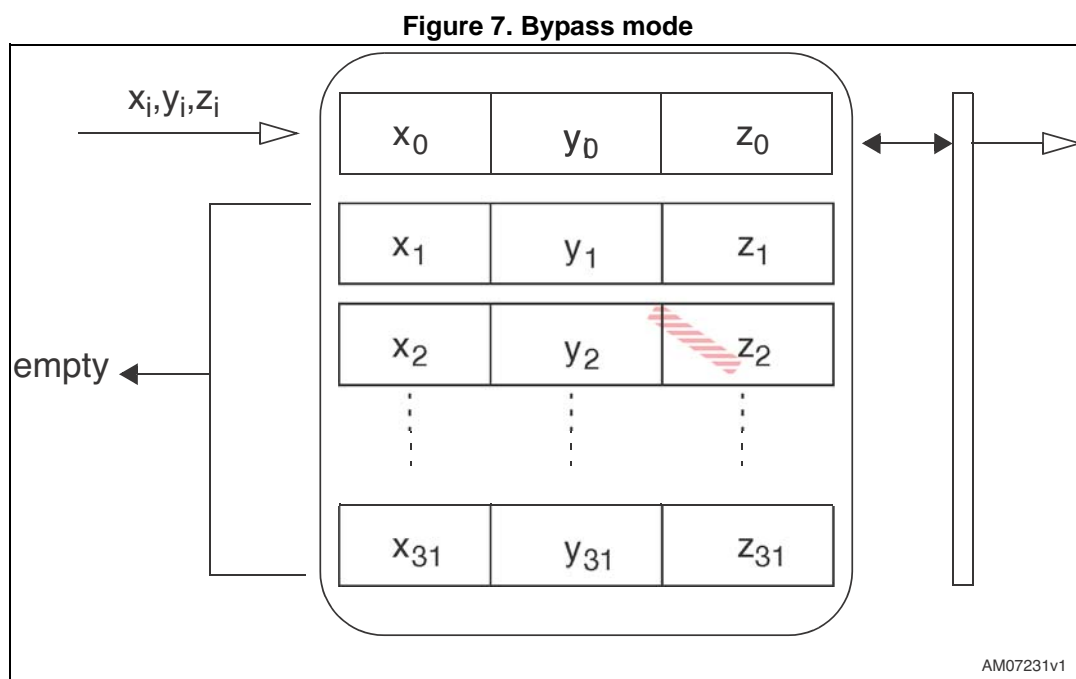 Figure 7. Bypass mode
xᵢ,yᵢ,zᵢ
x₀ y₀ z₀
x₁ y₁ z₁
x₂ y₂ z₂
empty
x₃₁ y₃₁ z₃₁
AM07231v1